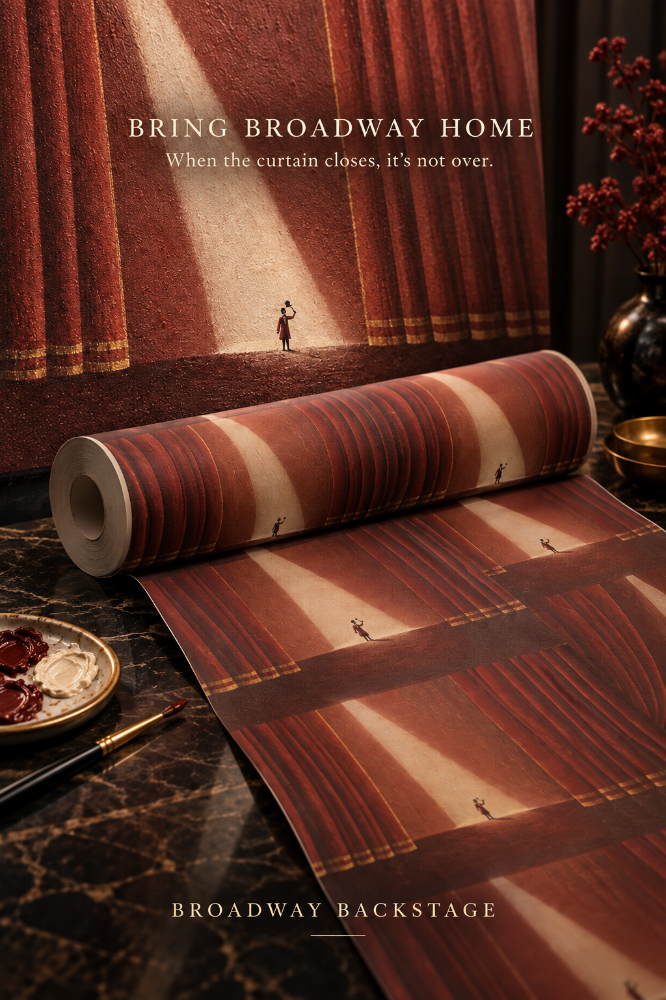 BRING BROADWAY HOME
When the curtain closes, it's not over.
BROADWAY BACKSTAGE